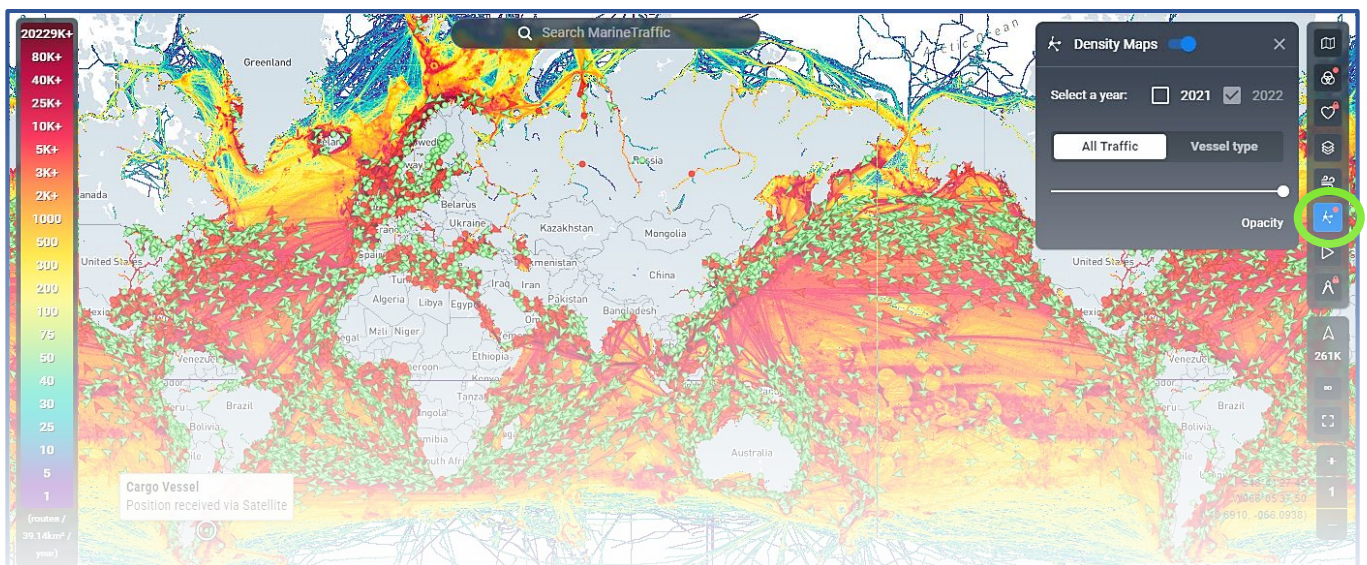 20229K+
80K+
40K+
25K+
10K+
5K+
3K+
2K+
1000
500
300
200
100
75
50
40
30
25
10
5
1
(routes /
39.14km² /
year)
Search MarineTraffic
Greenland
Arctic Ocean
Russia
Belarus
Ukraine
Kazakhstan
Mongolia
China
Iraq
Iran
Pakistan
Bangladesh
Algeria
Libya
Egypt
Mali
Niger
Ethiopia
Australia
United States
Brazil
Bolivia
United States
Brazil
Bolivia
Cargo Vessel
Position received via Satellite
Density Maps
Select a year:
2021
2022
All Traffic
Vessel type
Opacity
261K
+
1
−